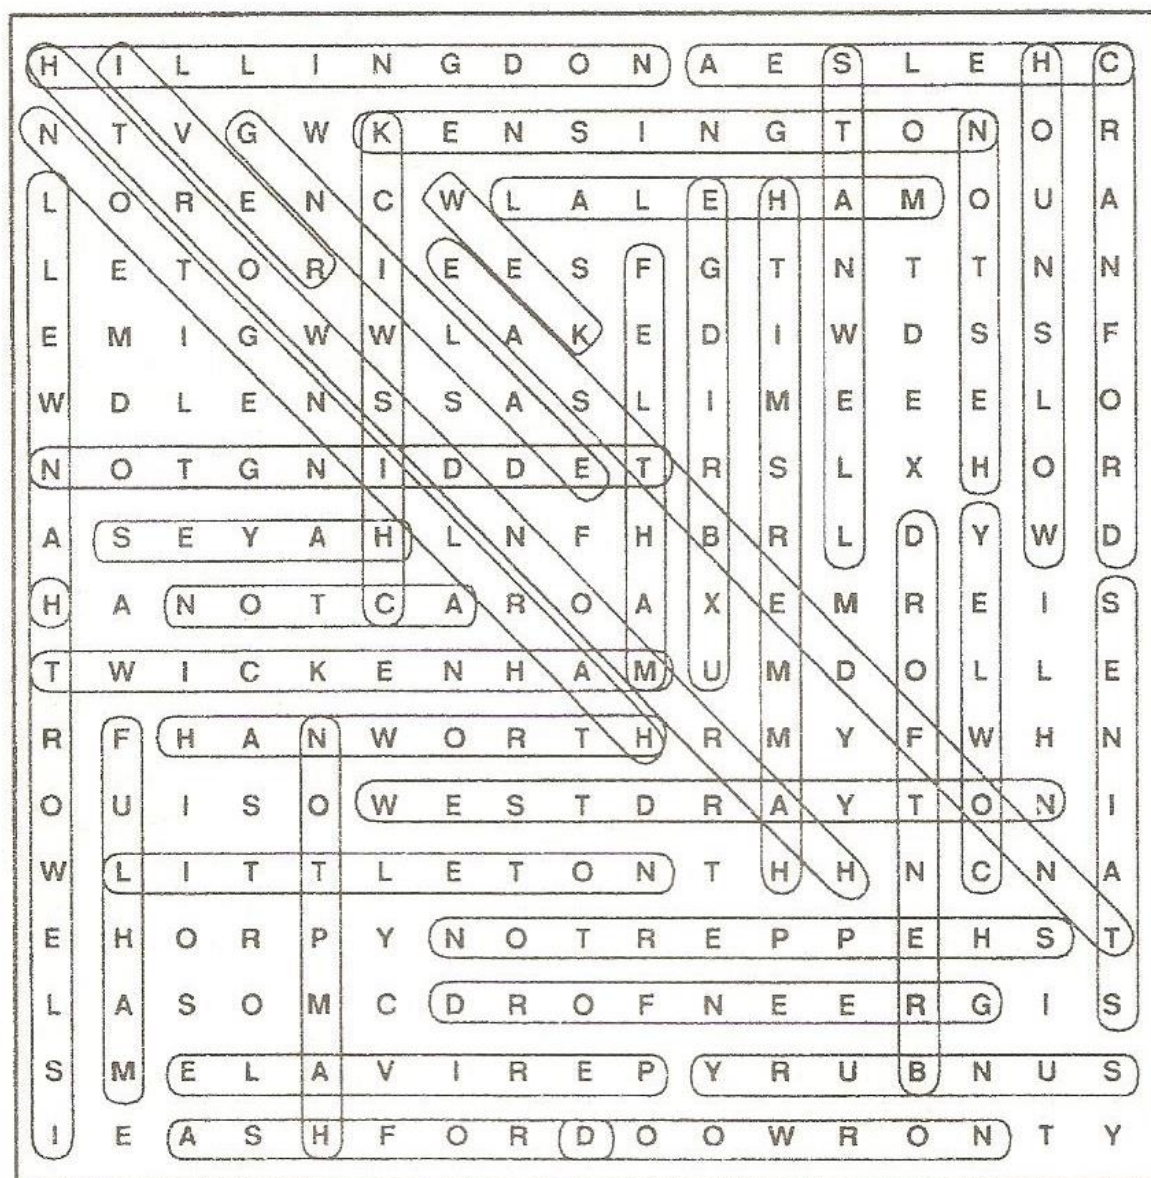 H I L L I N G D O N A E S L E H C
N T V G W K E N S I N G T O N O R
L O R E N C W L A L E H A M O U A
L E T O R I E E S F G T N T T N N
E M I G W W L A K E D I W D S S F
W D L E N S S A S L I M E E E L O
N O T G N I D D E T R S L X H O R
A S E Y A H L N F H B R L D Y W D
H A N O T C A R O A X E M R E I S
T W I C K E N H A M U M D O L L E
R F H A N W O R T H R M Y F W H N
O U I S O W E S T D R A Y T O N I
W L I T T L E T O N T H H N C N A
E H O R P Y N O T R E P P E H S T
L A S O M C D R O F N E E R G I S
S M E L A V I R E P Y R U B N U S
I E A S H F O R D O O W R O N T Y